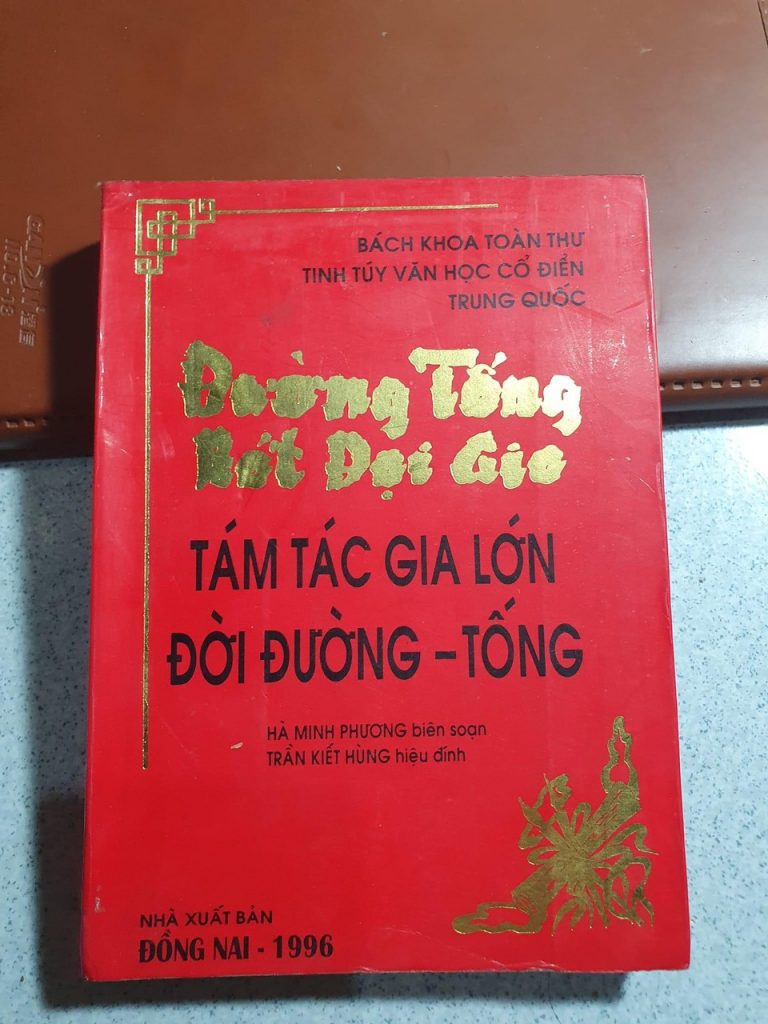 BÁCH KHOA TOÀN THƯ
TINH TÚY VĂN HỌC CỔ ĐIỂN
TRUNG QUỐC
Đường Tống
Bát Đại Gia
TÁM TÁC GIA LỚN
ĐỜI ĐƯỜNG – TỐNG
HÀ MINH PHƯƠNG biên soạn
TRẦN KIẾT HÙNG hiệu đính
NHÀ XUẤT BẢN
ĐỒNG NAI - 1996